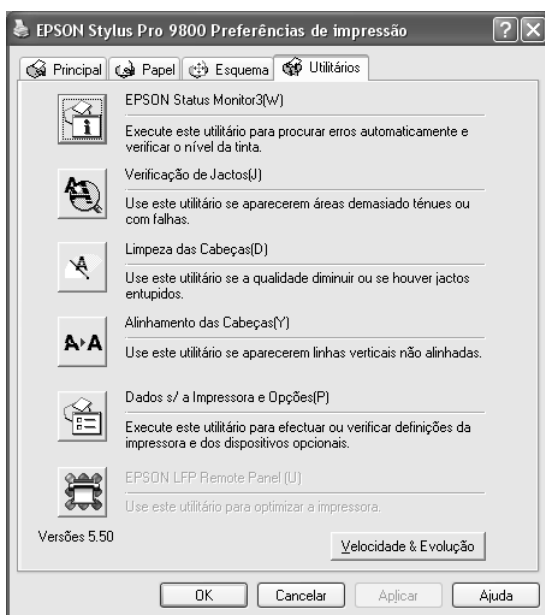 EPSON Stylus Pro 9800 Preferências de impressão
Principal Papel Esquema Utilitários
EPSON Status Monitor3(W)
Execute este utilitário para procurar erros automaticamente e
verificar o nível da tinta.
Verificação de Jactos(J)
Use este utilitário se aparecerem áreas demasiado ténues ou
com falhas.
Limpeza das Cabeças(D)
Use este utilitário se a qualidade diminuir ou se houver jactos
entupidos.
Alinhamento das Cabeças(Y)
Use este utilitário se aparecerem linhas verticais não alinhadas.
Dados s/ a Impressora e Opções(P)
Execute este utilitário para efectuar ou verificar definições da
impressora e dos dispositivos opcionais.
EPSON LFP Remote Panel (U)
Use este utilitário para optimizar a impressora.
Versões 5.50
Velocidade & Evolução
OK Cancelar Aplicar Ajuda